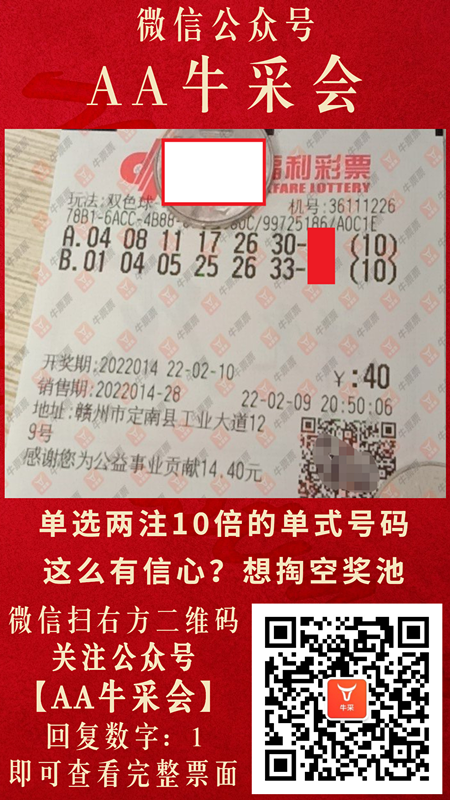 微信公众号
AA牛采会
福利彩票
FARE LOTTERY
玩法:双色球
机号:36111226
78B1-6ACC-4B88- 80C/99725186/A0C1E
A.04 08 11 17 26 30- (10)
B.01 04 05 25 26 33- (10)
开奖期:2022014 22-02-10
¥:40
销售期:2022014-28 22-02-09 20:50:06
地址:赣州市定南县工业大道12
9号
感谢您为公益事业贡献14.40元
单选两注10倍的单式号码
这么有信心？想掏空奖池
微信扫右方二维码
关注公众号
【AA牛采会】
回复数字：1
即可查看完整票面
牛采